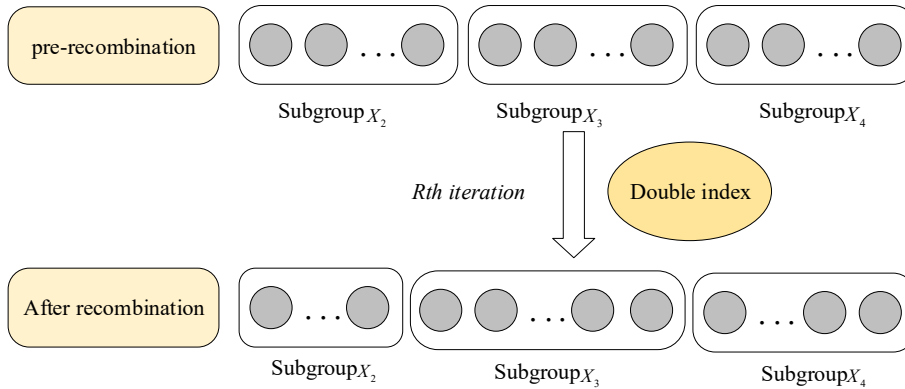 pre-recombination
... ... ...
Subgroup X₂ Subgroup X₃ Subgroup X₄
Rth iteration
Double index
After recombination
... ... ...
Subgroup X₂ Subgroup X₃ Subgroup X₄